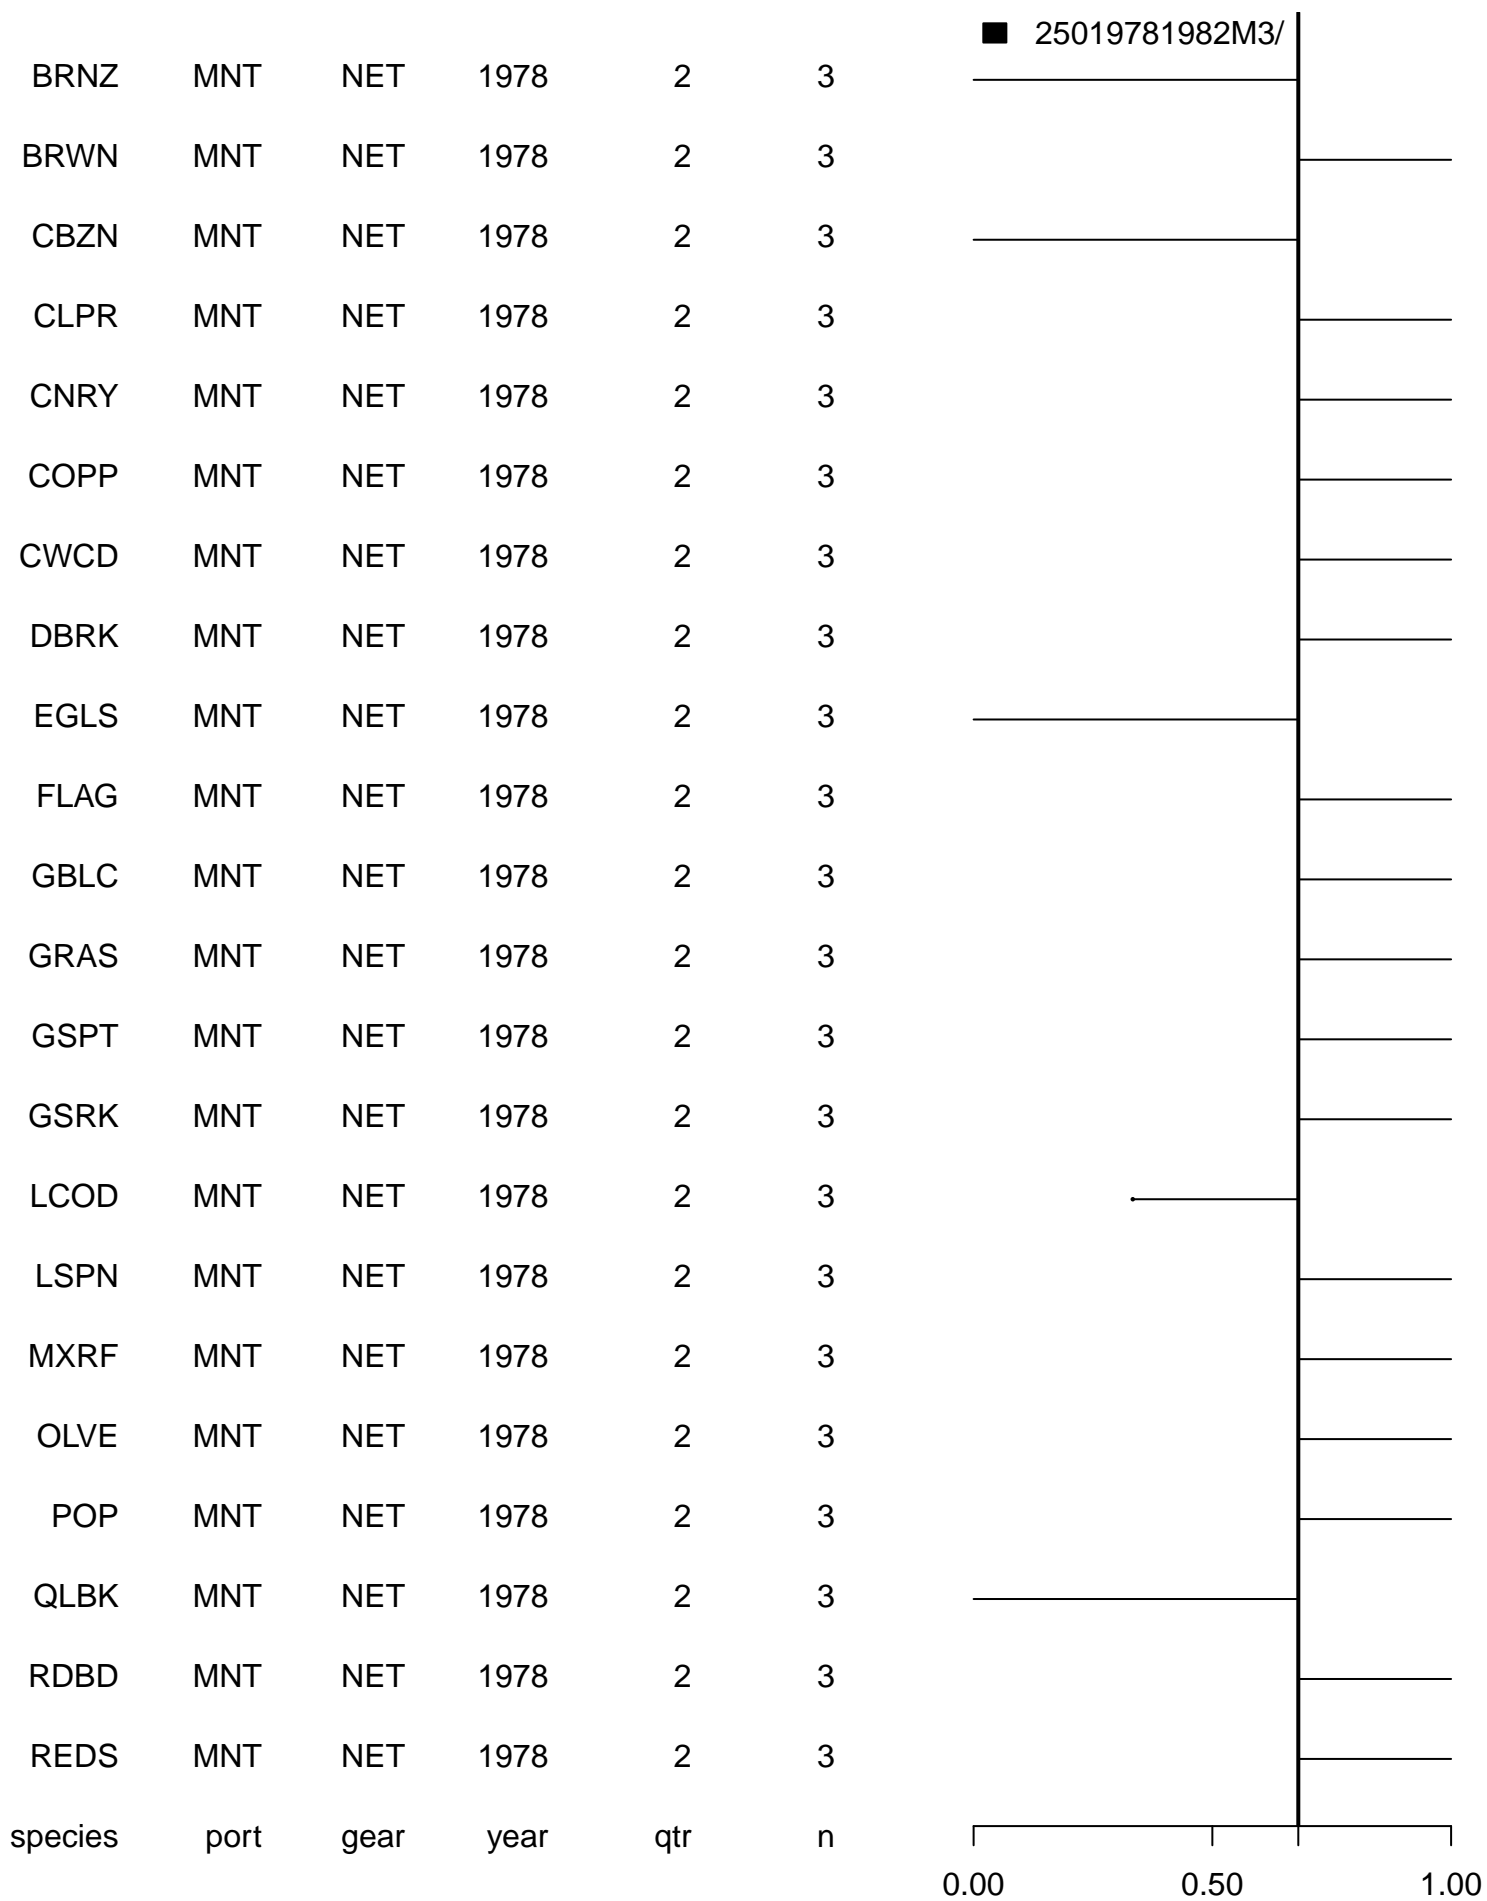 25019781982M3/
BRNZ MNT NET 1978 2 3
BRWN MNT NET 1978 2 3
CBZN MNT NET 1978 2 3
CLPR MNT NET 1978 2 3
CNRY MNT NET 1978 2 3
COPP MNT NET 1978 2 3
CWCD MNT NET 1978 2 3
DBRK MNT NET 1978 2 3
EGLS MNT NET 1978 2 3
FLAG MNT NET 1978 2 3
GBLC MNT NET 1978 2 3
GRAS MNT NET 1978 2 3
GSPT MNT NET 1978 2 3
GSRK MNT NET 1978 2 3
LCOD MNT NET 1978 2 3
LSPN MNT NET 1978 2 3
MXRF MNT NET 1978 2 3
OLVE MNT NET 1978 2 3
POP MNT NET 1978 2 3
QLBK MNT NET 1978 2 3
RDBD MNT NET 1978 2 3
REDS MNT NET 1978 2 3
species port gear year qtr n
0.00 0.50 1.00